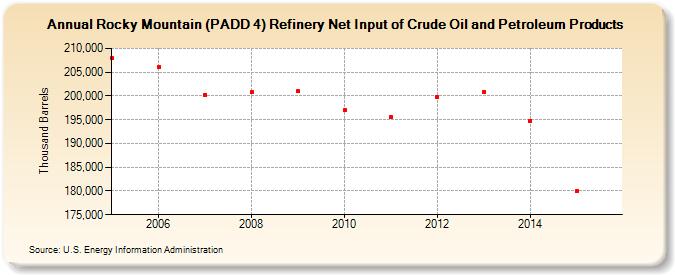 Annual Rocky Mountain (PADD 4) Refinery Net Input of Crude Oil and Petroleum Products
Thousand Barrels
210,000
205,000
200,000
195,000
190,000
185,000
180,000
175,000
2006 2008 2010 2012 2014
Source: U.S. Energy Information Administration